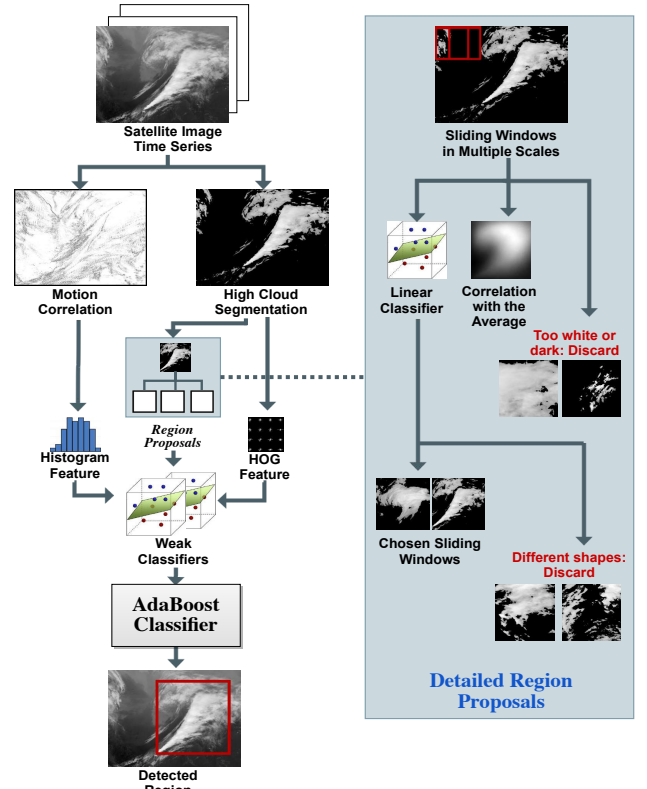 Satellite Image
Time Series
Motion
Correlation
High Cloud
Segmentation
Region
Proposals
Histogram
Feature
HOG
Feature
Weak
Classifiers
AdaBoost
Classifier
Detected
Region
Sliding Windows
in Multiple Scales
Linear
Classifier
Correlation
with the
Average
Too white or
dark: Discard
Chosen Sliding
Windows
Different shapes:
Discard
Detailed Region
Proposals